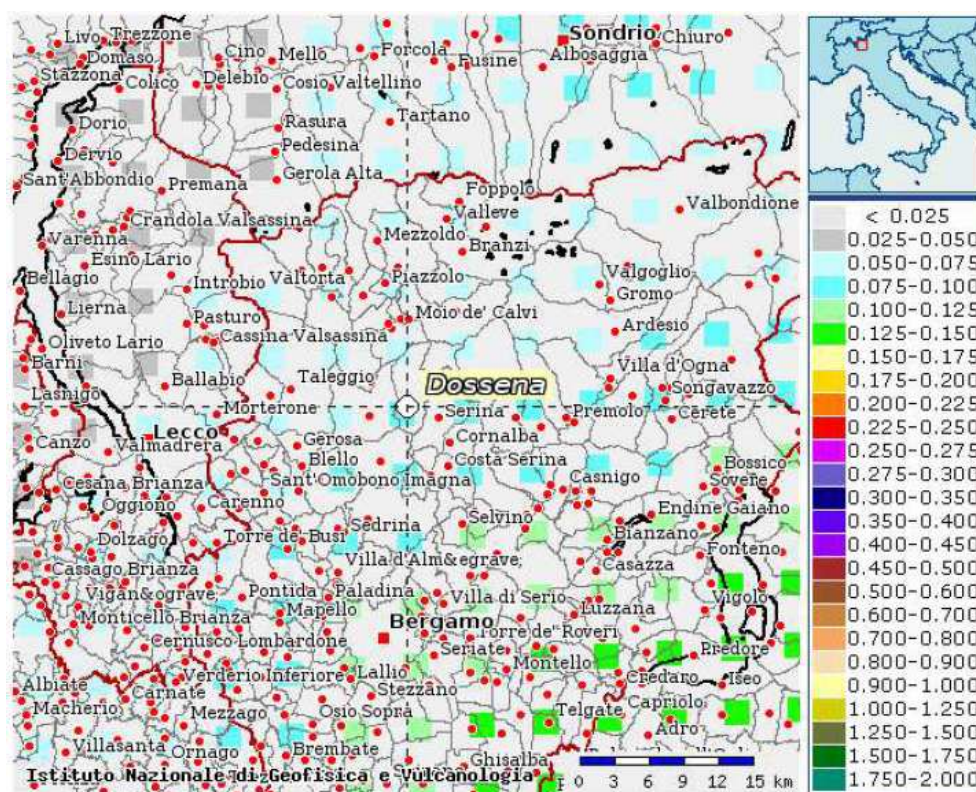 Livo Trezzone Cino Mello Forcola Sondrio Chiuro
Domaso Fusine Albosaggia
Stazzona Colico Delebio Cosio Valtellino
Dorio Rasura Tartano
Dervio Pedesina
Sant'Abbondio Premana Gerola Alta Foppolo
Crandola Valsassina Valleve Valbondione
Varenna Mezzoldo Branzi
Esino Lario
Bellagio Introbio Valtorta Piazzolo Valgoglio
Lierna Gromo
Pasturo Moio de' Calvi
Oliveto Lario Cassina Valsassina Ardesio
Barni Villa d'Ogna
Lasnigo Ballabio Taleggio Dossena Songavazzo
Morterone Serina Premolo Cerete
Canzo Valmadrera Lecco Gerosa Cornalba
Blello Costa Serina Bossico
Cesana Brianza Sant'Omobono Imagna Casnigo Sovere
Oggiono Carenno
Dolzago Torre de' Busi Sedrina Selvino Endine Gaiano
Bianzano
Cassago Brianza Villa d'Alm&egrave; Casazza Fonteno
Vigan&ograve; Pontida Paladina
Monticello Brianza Mapello Villa di Serio Luzzana Vigolo
Cernusco Lombardone Bergamo Torre de" Roveri
Seriate Predore
Albiate Verderio Inferiore Lallio Montello Credaro Iseo
Carnate Stezzano
Macherio Mezzago Osio Sopra Telgate Capriolo
Adro
Villasanta Ornago Brembate Ghisalba
Istituto Nazionale di Geofisica e Vulcanologia
0 3 6 9 12 15 km
< 0.025
0.025-0.050
0.050-0.075
0.075-0.100
0.100-0.125
0.125-0.150
0.150-0.175
0.175-0.200
0.200-0.225
0.225-0.250
0.250-0.275
0.275-0.300
0.300-0.350
0.350-0.400
0.400-0.450
0.450-0.500
0.500-0.600
0.600-0.700
0.700-0.800
0.800-0.900
0.900-1.000
1.000-1.250
1.250-1.500
1.500-1.750
1.750-2.000